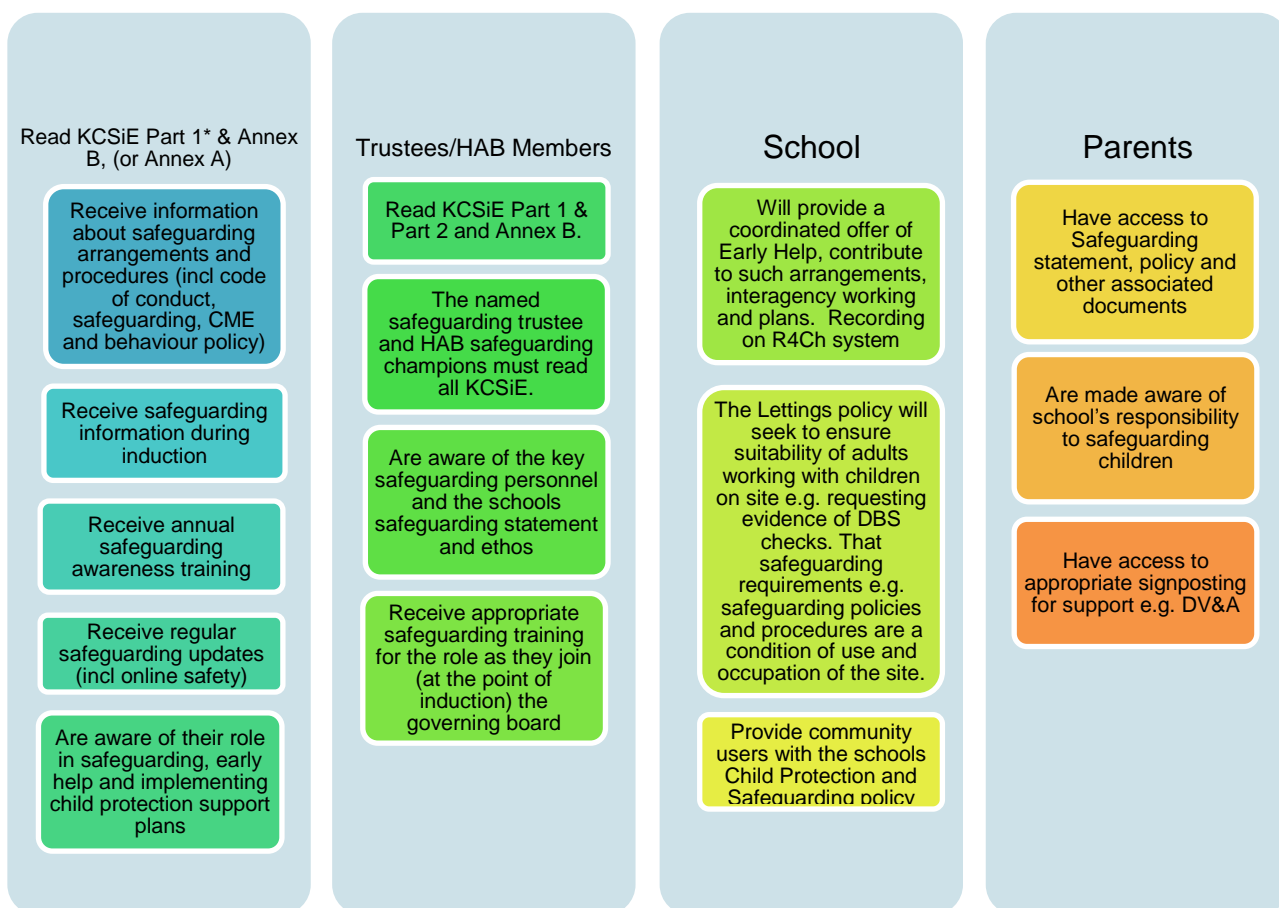 Read KCSiE Part 1* & Annex
B, (or Annex A)
Receive information
about safeguarding
arrangements and
procedures (incl code
of conduct,
safeguarding, CME
and behaviour policy)
Receive safeguarding
information during
induction
Receive annual
safeguarding
awareness training
Receive regular
safeguarding updates
(incl online safety)
Are aware of their role
in safeguarding, early
help and implementing
child protection support
plans
Trustees/HAB Members
Read KCSiE Part 1 &
Part 2 and Annex B.
The named
safeguarding trustee
and HAB safeguarding
champions must read
all KCSiE.
Are aware of the key
safeguarding personnel
and the schools
safeguarding statement
and ethos
Receive appropriate
safeguarding training
for the role as they join
(at the point of
induction) the
governing board
School
Will provide a
coordinated offer of
Early Help, contribute
to such arrangements,
interagency working
and plans.  Recording
on R4Ch system
The Lettings policy will
seek to ensure
suitability of adults
working with children
on site e.g. requesting
evidence of DBS
checks. That
safeguarding
requirements e.g.
safeguarding policies
and procedures are a
condition of use and
occupation of the site.
Provide community
users with the schools
Child Protection and
Safeguarding policy
Parents
Have access to
Safeguarding
statement, policy and
other associated
documents
Are made aware of
school’s responsibility
to safeguarding
children
Have access to
appropriate signposting
for support e.g. DV&A